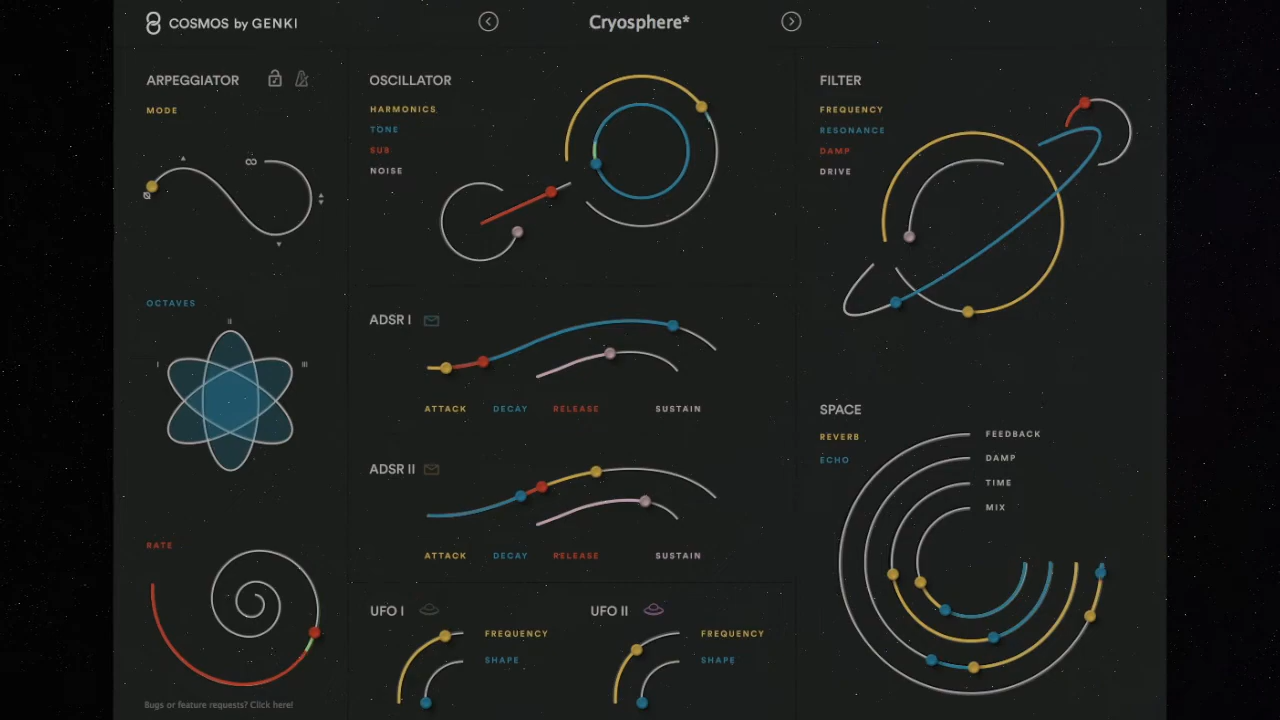 COSMOS by GENKI
Cryosphere*
ARPEGGIATOR
MODE
OCTAVES
I
II
III
RATE
Bugs or feature requests? Click here!
OSCILLATOR
HARMONICS
TONE
SUB
NOISE
ADSR I
ATTACK DECAY RELEASE SUSTAIN
ADSR II
ATTACK DECAY RELEASE SUSTAIN
UFO I
FREQUENCY
SHAPE
UFO II
FREQUENCY
SHAPE
FILTER
FREQUENCY
RESONANCE
DAMP
DRIVE
SPACE
REVERB
ECHO
FEEDBACK
DAMP
TIME
MIX